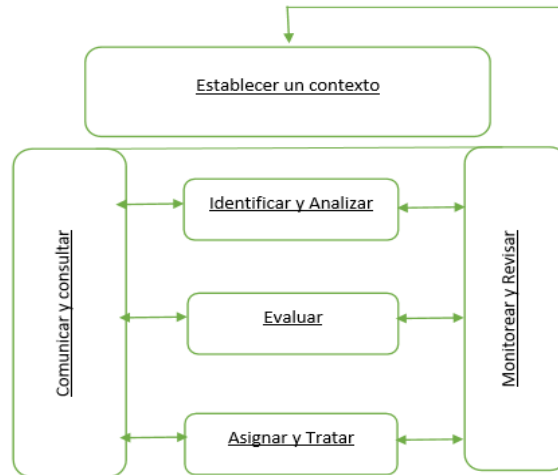 Establecer un contexto
Comunicar y consultar
Identificar y Analizar
Evaluar
Asignar y Tratar
Monitorear y Revisar